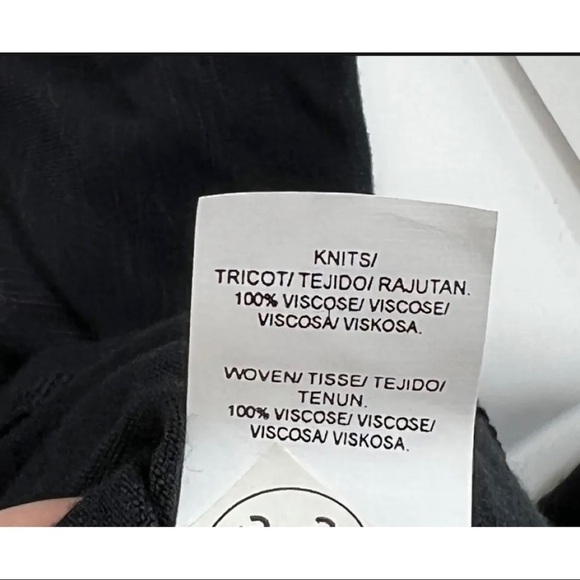 KNITS/
TRICOT/ TEJIDO/ RAJUTAN.
100% VISCOSE/ VISCOSE/
VISCOSA/ VISKOSA.
WOVEN/ TISSE/ TEJIDO/
TENUN.
100% VISCOSE/ VISCOSE/
VISCOSA/ VISKOSA.